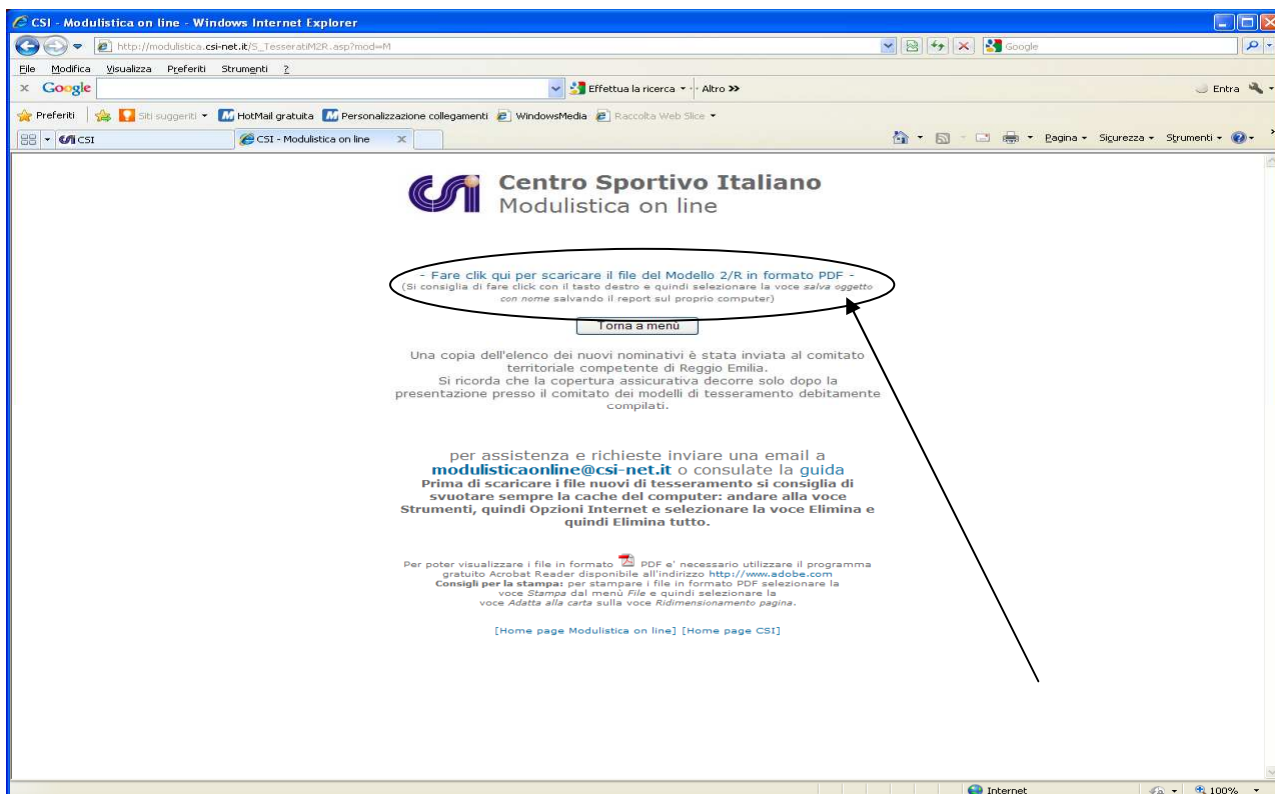 CSI - Modulistica on line - Windows Internet Explorer
http://modulistica.csi-net.it/S_TesseratiM2R.asp?mod=M
Google
File Modifica Visualizza Preferiti Strumenti ?
x Google Effettua la ricerca Altro >> Entra
Preferiti Siti suggeriti HotMail gratuita Personalizzazione collegamenti WindowsMedia Raccolta Web Slice
CSI CSI - Modulistica on line x Pagina Sicurezza Strumenti
CSI Centro Sportivo Italiano
Modulistica on line
- Fare clik qui per scaricare il file del Modello 2/R in formato PDF -
(Si consiglia di fare click con il tasto destro e quindi selezionare la voce salva oggetto
con nome salvando il report sul proprio computer)
Torna a menù
Una copia dell'elenco dei nuovi nominativi è stata inviata al comitato
territoriale competente di Reggio Emilia.
Si ricorda che la copertura assicurativa decorre solo dopo la
presentazione presso il comitato dei modelli di tesseramento debitamente
compilati.
per assistenza e richieste inviare una email a
modulisticaonline@csi-net.it o consulate la guida
Prima di scaricare i file nuovi di tesseramento si consiglia di
svuotare sempre la cache del computer: andare alla voce
Strumenti, quindi Opzioni Internet e selezionare la voce Elimina e
quindi Elimina tutto.
Per poter visualizzare i file in formato PDF e' necessario utilizzare il programma
gratuito Acrobat Reader disponibile all'indirizzo http://www.adobe.com
Consigli per la stampa: per stampare i file in formato PDF selezionare la
voce Stampa dal menù File e quindi selezionare la
voce Adatta alla carta sulla voce Ridimensionamento pagina.
[Home page Modulistica on line] [Home page CSI]
Internet 100%